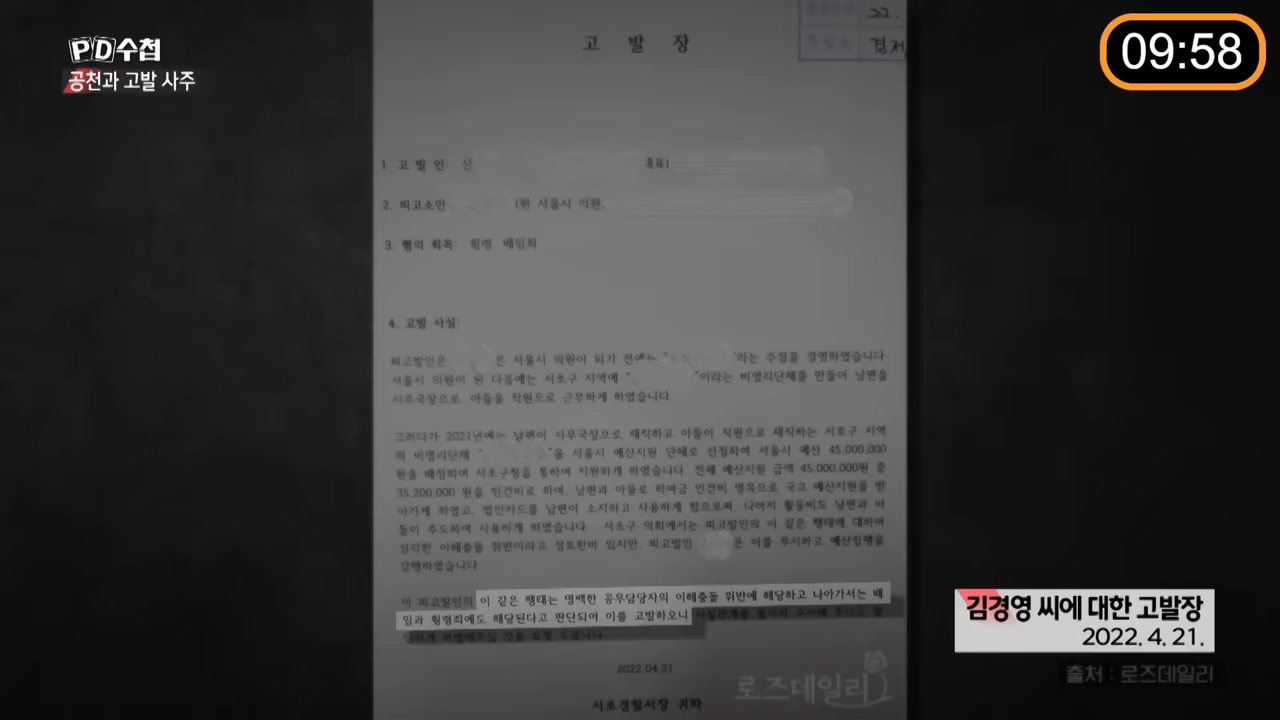 PD수첩
공천과 고발 사주
09:58
22.
경제
고 발 장
1. 고 발 인 신
2. 피고소인 (현 서울시 의원,
3. 혐의 죄목: 횡령, 배임죄
4. 고발 사실
피고발인은 은 서울시 의원이 되기 전에는 "라는 주점을 경영하였습니다
서울시 의원이 된 다음에는 서초구 지역에 " "이라는 비영리단체를 만들어 남편을
사무국장으로, 아들을 직원으로 근무하게 하였습니다
그러다가 2021년에는 남편이 사무국장으로 재직하고 아들이 직원으로 재직하는 서초구 지역
의 비영리단체 " "을 서울시 예산지원 단체로 선정하여 서울시 예산 45,000,000
원을 배정하여 서초구청을 통하여 지원하게 하였습니다. 전체 예산지원 금액 45,000,000원 중
35,200,000 원을 인건비로 하여, 남편과 아들로 하여금 인건비 명목으로 국고 예산지원을 받
아가게 하였고, 법인카드를 남편이 소지하고 사용하게 함으로써, 나머지 활동비도 남편과 아
들이 주도하여 사용하게 하였습니다. 서초구 의회에서는 피고발인의 이 같은 행태에 대하여
심각한 이해충돌 위반이라고 성토한바 있지만, 피고발인 은 이를 무시하고 예산집행을
강행하였습니다
이 피고발인의 이 같은 행태는 명백한 공무담당자의 이해충돌 위반에 해당하고 나아가서는 배
임과 횡령죄에도 해당된다고 판단되어 이를 고발하오니
2022.04.21
서초경찰서장 귀하
로즈데일리
김경영 씨에 대한 고발장
2022. 4. 21.
출처 : 로즈데일리